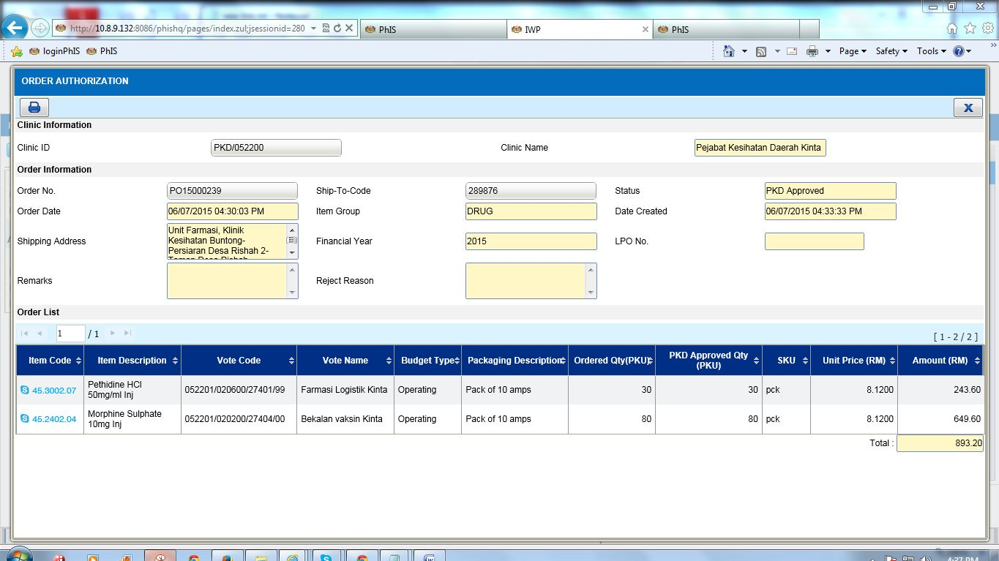 http://10.8.9.132:8086/phishq/pages/index.zul;jsessionid=280
PhIS
IWP
PhIS
loginPhIS
PhIS
Page
Safety
Tools
ORDER AUTHORIZATION
X
Clinic Information
Clinic ID PKD/052200 Clinic Name Pejabat Kesihatan Daerah Kinta
Order Information
Order No. PO15000239 Ship-To-Code 289876 Status PKD Approved
Order Date 06/07/2015 04:30:03 PM Item Group DRUG Date Created 06/07/2015 04:33:33 PM
Shipping Address
Unit Farmasi, Klinik
Kesihatan Buntong-
Persiaran Desa Rishah 2-
Taman Desa Rishah
Financial Year 2015 LPO No.
Remarks Reject Reason
Order List
1 / 1
[ 1 - 2 / 2 ]
Item Code Item Description Vote Code Vote Name Budget Type Packaging Description Ordered Qty(PKU) PKD Approved Qty (PKU) SKU Unit Price (RM) Amount (RM)
45.3002.07 Pethidine HCl 50mg/ml Inj 052201/020600/27401/99 Farmasi Logistik Kinta Operating Pack of 10 amps 30 30 pck 8.1200 243.60
45.2402.04 Morphine Sulphate 10mg Inj 052201/020200/27404/00 Bekalan vaksin Kinta Operating Pack of 10 amps 80 80 pck 8.1200 649.60
Total : 893.20
4:37 PM